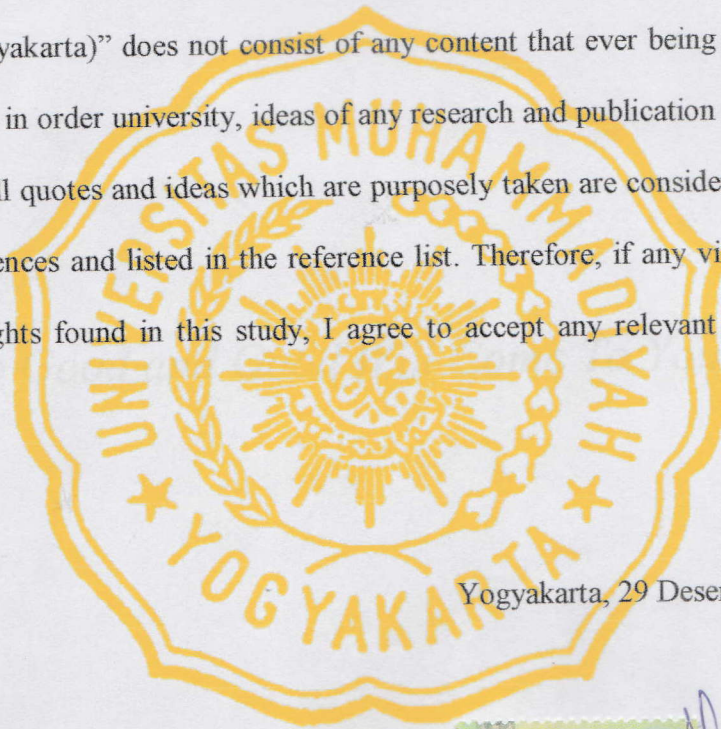 yakarta)” does not consist of any content that ever being
in order university, ideas of any research and publication
ll quotes and ideas which are purposely taken are conside
ences and listed in the reference list. Therefore, if any vi
ghts found in this study, I agree to accept any relevant
UNIVERSITAS MUHAMMADIYAH
YOGYAKARTA
Yogyakarta, 29 Deser